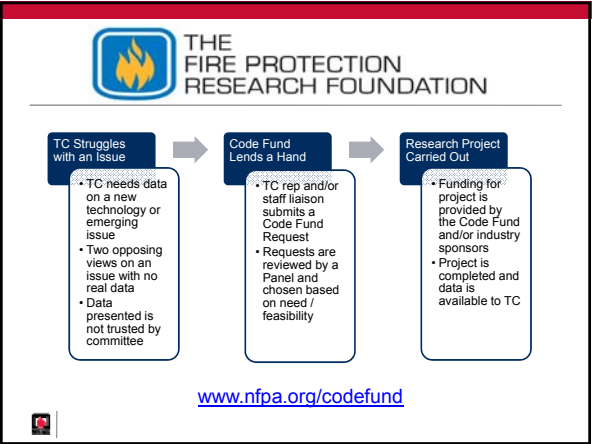 THE
FIRE PROTECTION
RESEARCH FOUNDATION
TC Struggles
with an Issue
• TC needs data
on a new
technology or
emerging
issue
• Two opposing
views on an
issue with no
real data
• Data
presented is
not trusted by
committee
Code Fund
Lends a Hand
• TC rep and/or
staff liaison
submits a
Code Fund
Request
• Requests are
reviewed by a
Panel and
chosen based
on need /
feasibility
Research Project
Carried Out
• Funding for
project is
provided by
the Code Fund
and/or industry
sponsors
• Project is
completed and
data is
available to TC
www.nfpa.org/codefund